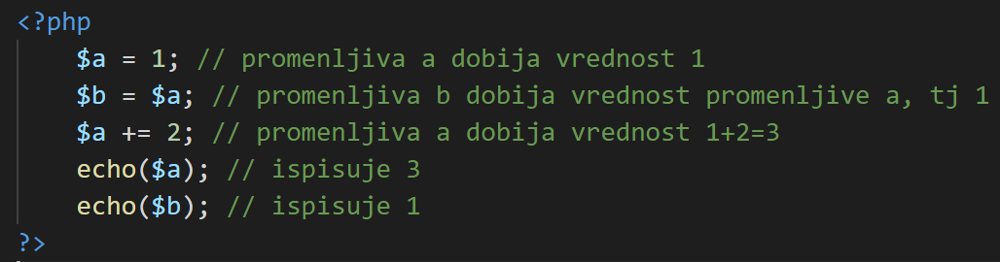 <?php
$a = 1; // promenljiva a dobija vrednost 1
$b = $a; // promenljiva b dobija vrednost promenljive a, tj 1
$a += 2; // promenljiva a dobija vrednost 1+2=3
echo($a); // ispisuje 3
echo($b); // ispisuje 1
?>